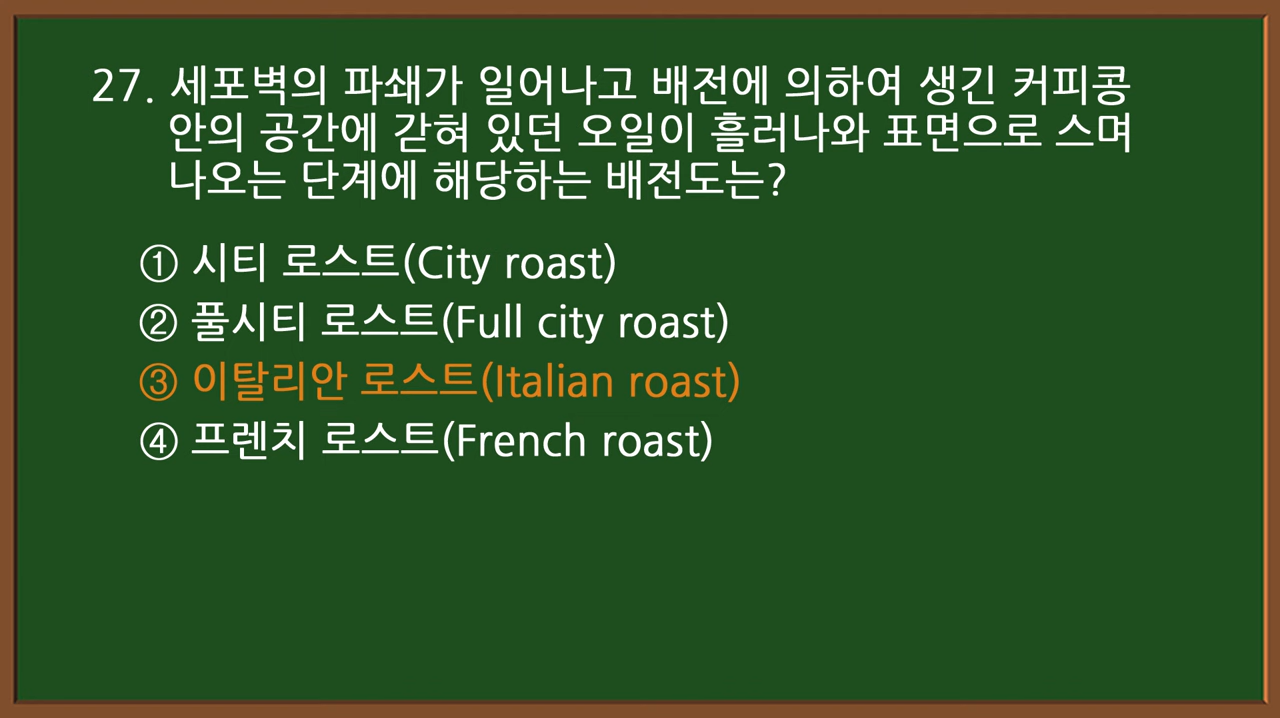 27. 세포벽의 파쇄가 일어나고 배전에 의하여 생긴 커피콩
안의 공간에 갇혀 있던 오일이 흘러나와 표면으로 스며
나오는 단계에 해당하는 배전도는?
① 시티 로스트(City roast)
② 풀시티 로스트(Full city roast)
③ 이탈리안 로스트(Italian roast)
④ 프렌치 로스트(French roast)